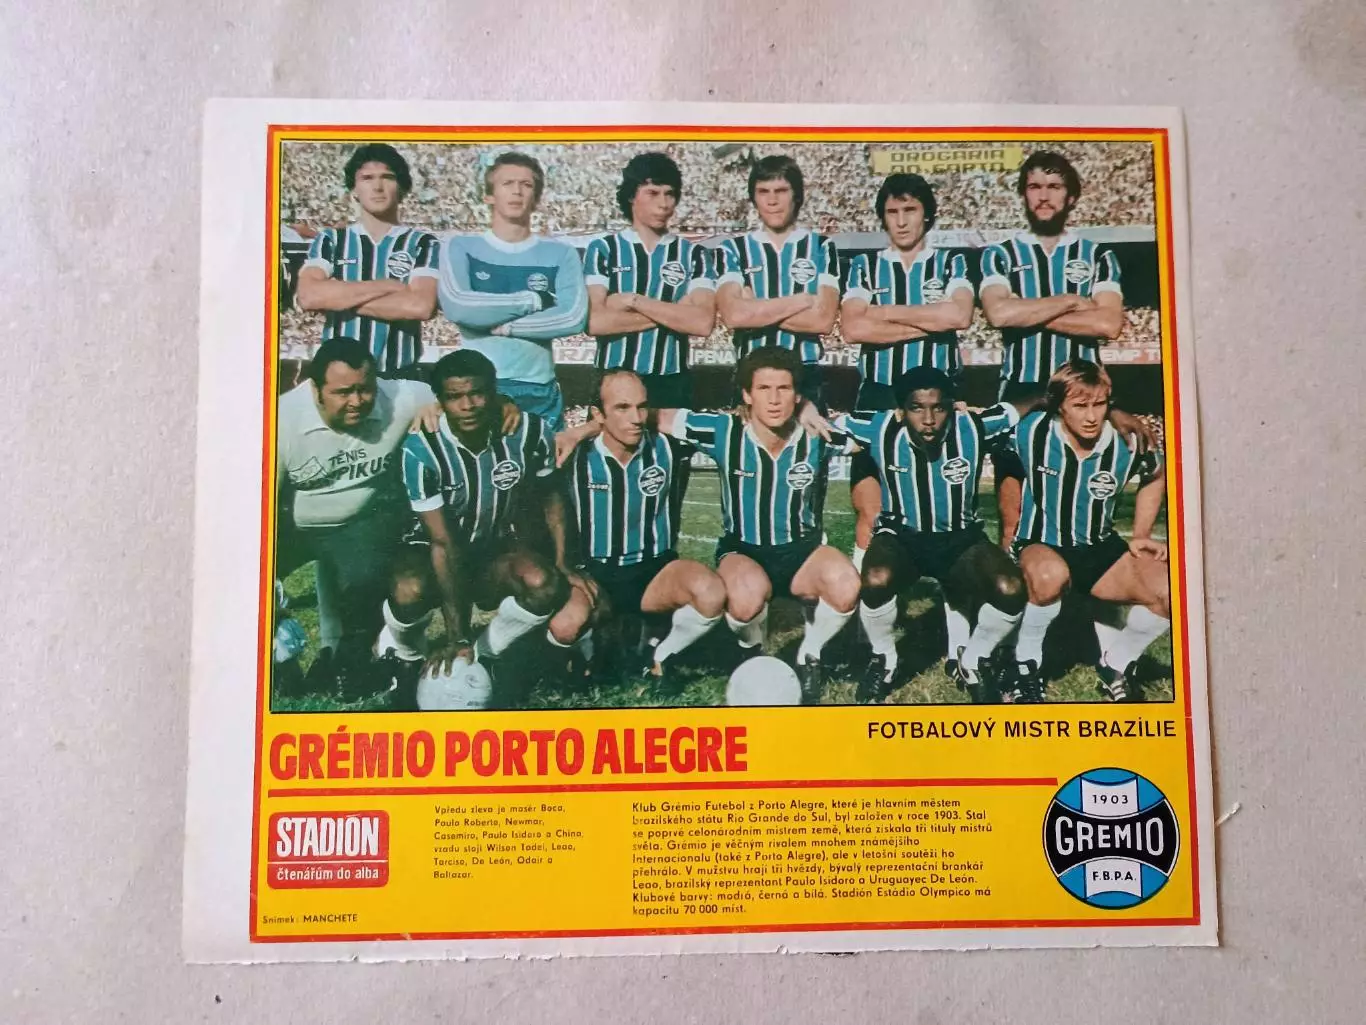 DROGARIA
TÊNIS
PIKUS
GRÊMIO
PENA
GRÉMIO PORTO ALEGRE
FOTBALOVÝ MISTR BRAZÍLIE
STADIÓN
čtenářům do alba
Vpředu zleva je masér Boca,
Paulo Roberto, Newmar,
Casemiro, Paulo Isidoro a China,
vzadu stojí Wilson Tadei, Leao,
Tarciso, De León, Odair a
Baltazar.
Klub Grémio Futebol z Porto Alegre, které je hlavním městem
brazilského státu Rio Grande do Sul, byl založen v roce 1903. Stal
se poprvé celonárodním mistrem země, která získala tři tituly mistrů
světa. Grémio je věčným rivalem mnohem známějšího
Internacionalu (také z Porto Alegre), ale v letošní soutěži ho
přehrálo. V mužstvu hrají tři hvězdy, bývalý reprezentační brankář
Leao, brazilský reprezentant Paulo Isidoro a Uruguayec De León.
Klubové barvy: modrá, černá a bílá. Stadión Estádio Olympico má
kapacitu 70 000 míst.
1903
GREMIO
F.B.P.A.
Snímek: MANCHETE